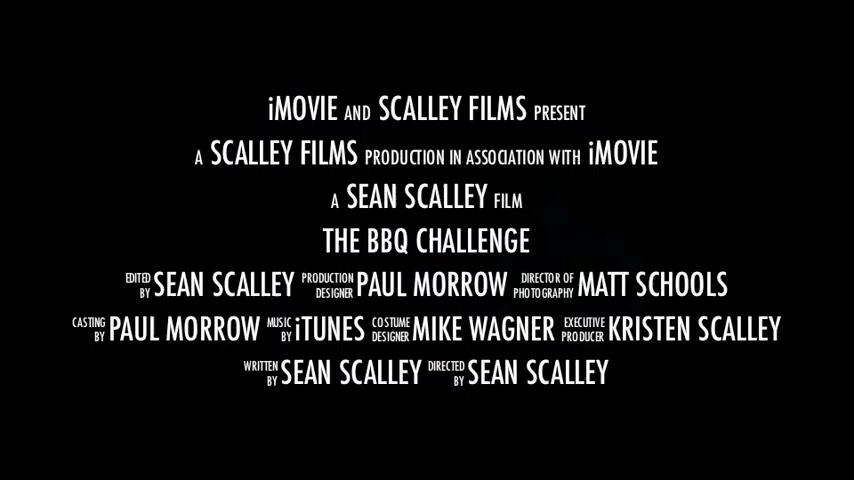 iMOVIE AND SCALLEY FILMS PRESENT
A SCALLEY FILMS PRODUCTION IN ASSOCIATION WITH iMOVIE
A SEAN SCALLEY FILM
THE BBQ CHALLENGE
EDITED BY SEAN SCALLEY PRODUCTION DESIGNER PAUL MORROW DIRECTOR OF PHOTOGRAPHY MATT SCHOOLS
CASTING BY PAUL MORROW MUSIC BY iTUNES COSTUME DESIGNER MIKE WAGNER EXECUTIVE PRODUCER KRISTEN SCALLEY
WRITTEN BY SEAN SCALLEY DIRECTED BY SEAN SCALLEY